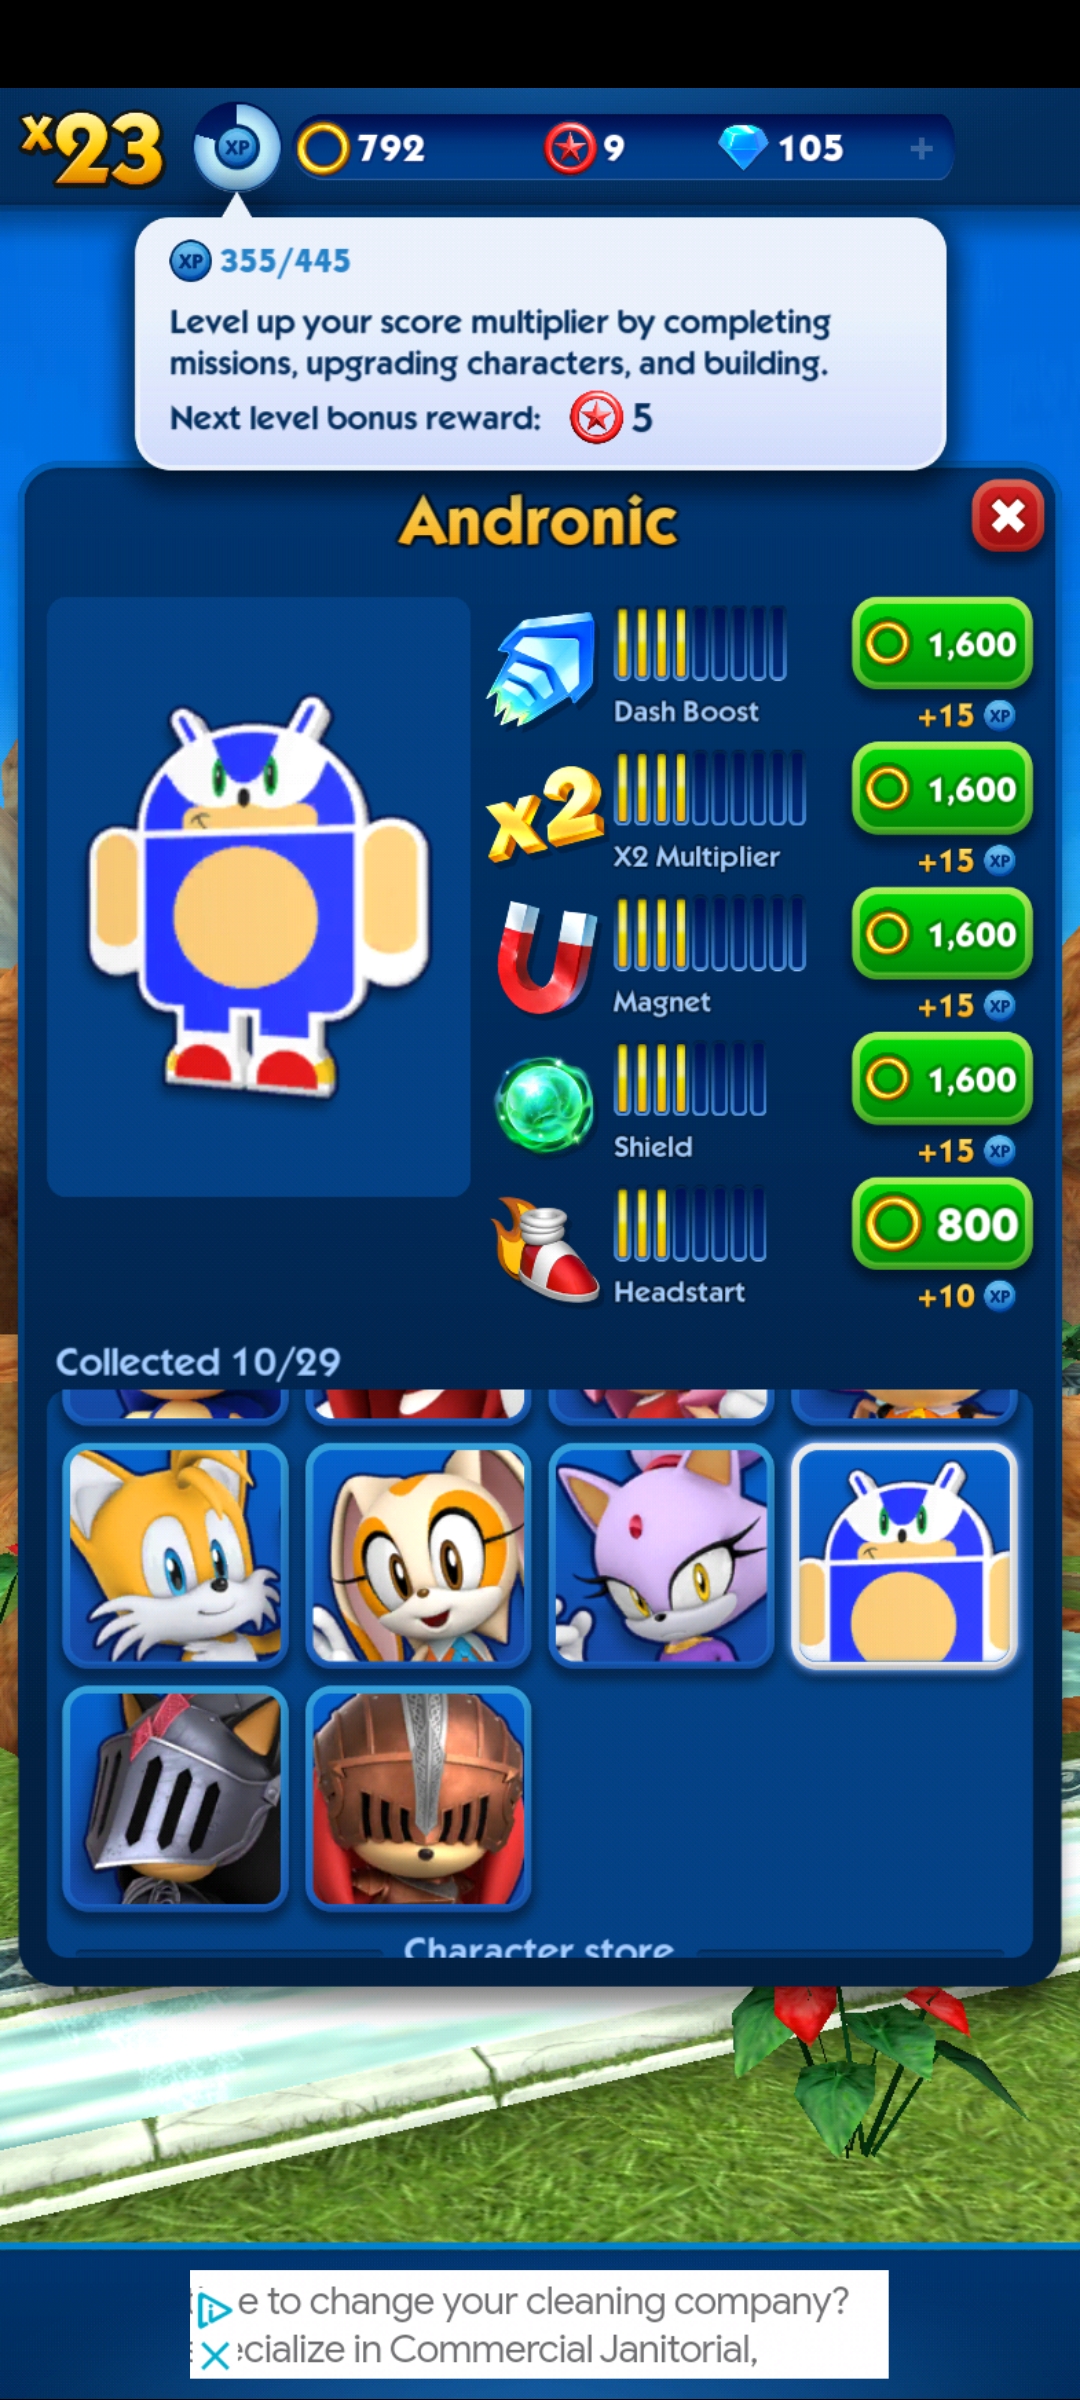 x23
XP
792
9
105
+
XP 355/445
Level up your score multiplier by completing
missions, upgrading characters, and building.
Next level bonus reward: 5
Andronic
1,600
Dash Boost
+15 XP
x2
1,600
X2 Multiplier
+15 XP
1,600
Magnet
+15 XP
1,600
Shield
+15 XP
800
Headstart
+10 XP
Collected 10/29
Character store
e to change your cleaning company?
ecialize in Commercial Janitorial,